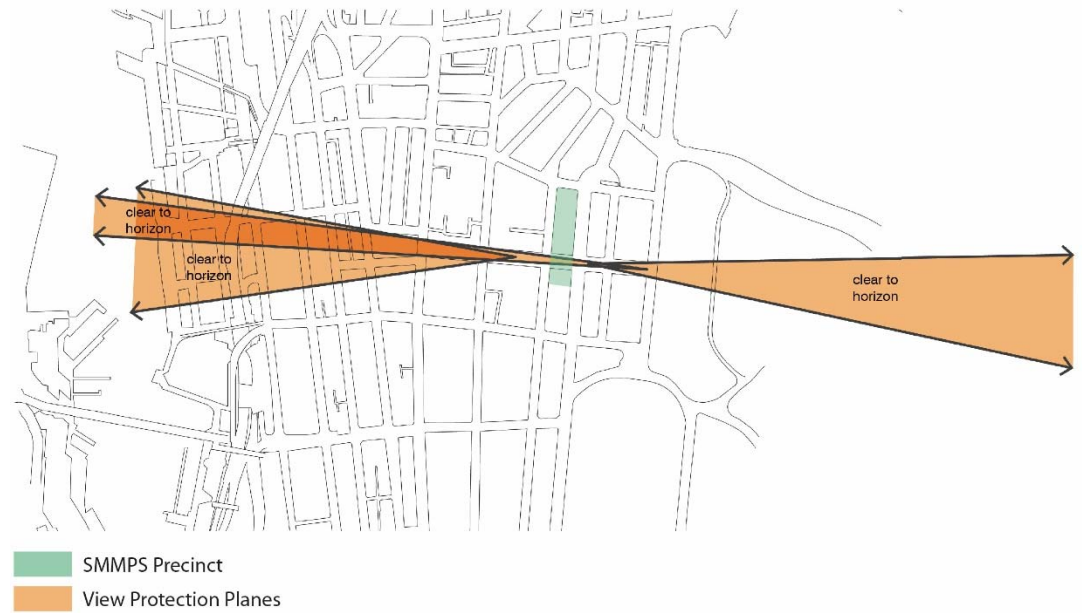 clear to
horizon
clear to
horizon
clear to
horizon
SMMPS Precinct
View Protection Planes